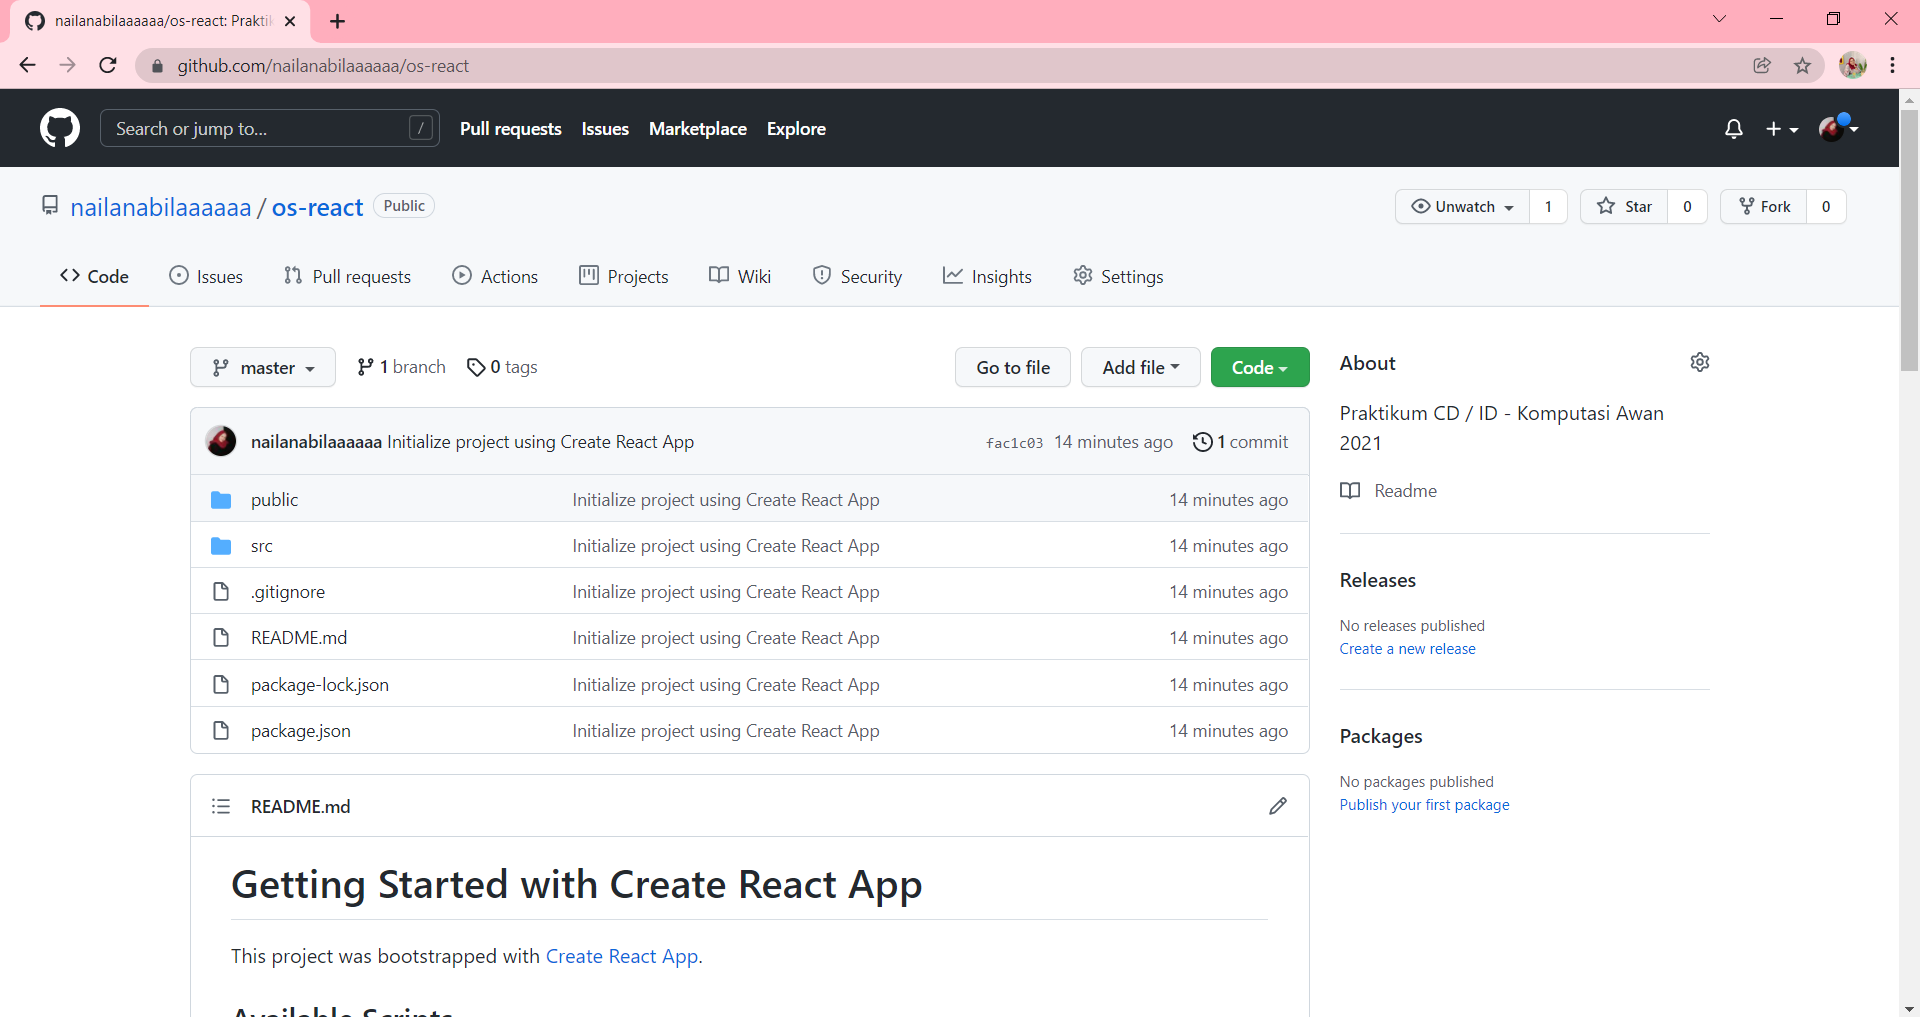 nailanabilaaaaaa/os-react: Prakti
github.com/nailanabilaaaaaa/os-react
Search or jump to... /
Pull requests Issues Marketplace Explore
nailanabilaaaaaa / os-react Public
Unwatch 1 Star 0 Fork 0
Code Issues Pull requests Actions Projects Wiki Security Insights Settings
master 1 branch 0 tags Go to file Add file Code
nailanabilaaaaaa Initialize project using Create React App fac1c03 14 minutes ago 1 commit
public Initialize project using Create React App 14 minutes ago
src Initialize project using Create React App 14 minutes ago
.gitignore Initialize project using Create React App 14 minutes ago
README.md Initialize project using Create React App 14 minutes ago
package-lock.json Initialize project using Create React App 14 minutes ago
package.json Initialize project using Create React App 14 minutes ago
README.md
Getting Started with Create React App
This project was bootstrapped with Create React App.
Available Scripts
About
Praktikum CD / ID - Komputasi Awan
2021
Readme
Releases
No releases published
Create a new release
Packages
No packages published
Publish your first package